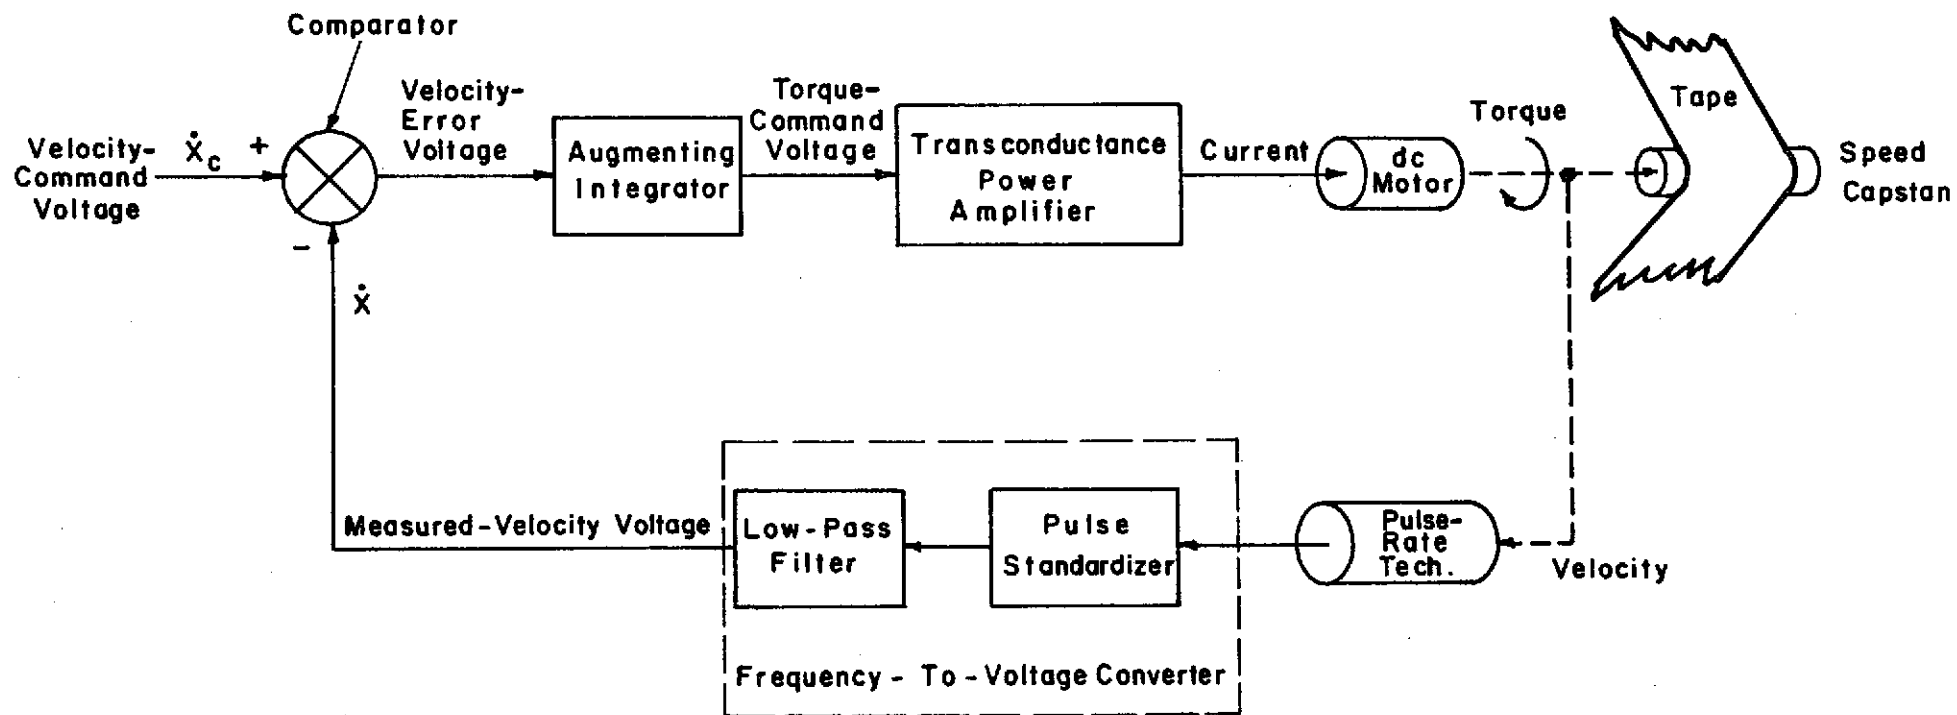 Comparator
Velocity-
Command
Voltage
Ẋc
+
-
Ẋ
Velocity-
Error
Voltage
Augmenting
Integrator
Torque-
Command
Voltage
Transconductance
Power
Amplifier
Current
dc
Motor
Torque
Tape
Speed
Capstan
Measured-Velocity Voltage
Low-Pass
Filter
Pulse
Standardizer
Pulse-
Rate
Tech.
Velocity
Frequency-To-Voltage Converter